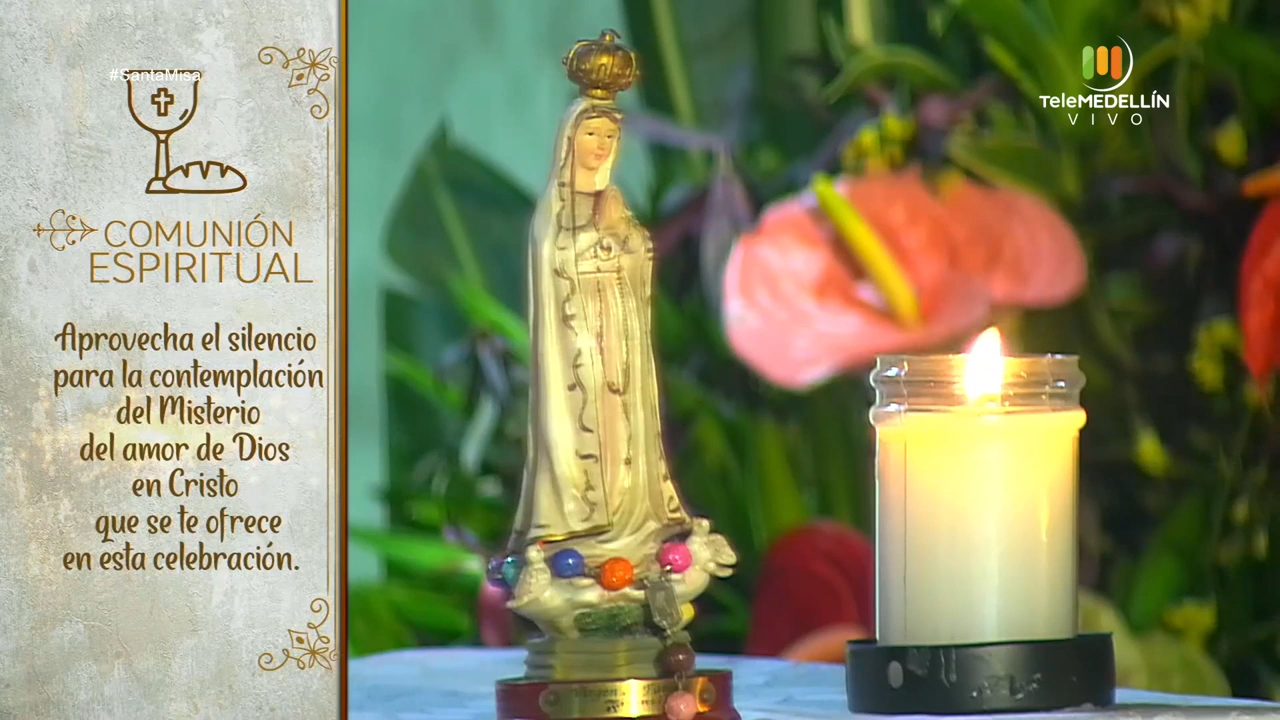 #SantaMisa
COMUNIÓN
ESPIRITUAL
Aprovecha el silencio
para la contemplación
del Misterio
del amor de Dios
en Cristo
que se te ofrece
en esta celebración.
TeleMEDELLÍN
VIVO